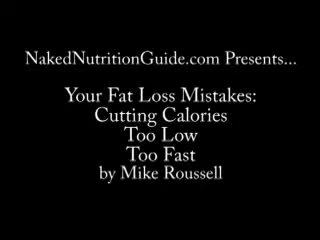 NakedNutritionGuide.com Presents...
Your Fat Loss Mistakes:
Cutting Calories
Too Low
Too Fast
by Mike Roussell